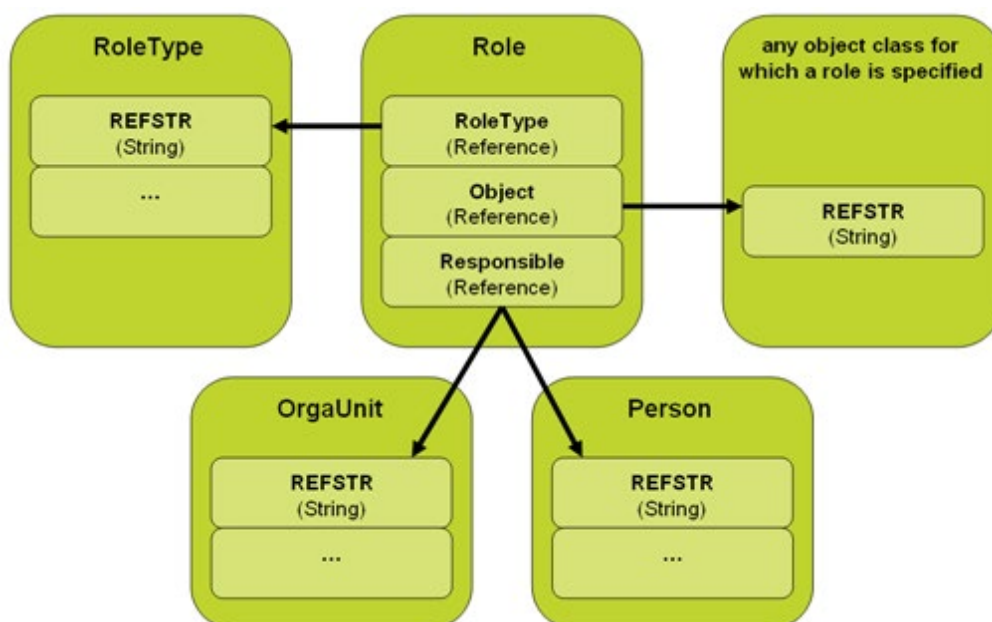 RoleType
REFSTR
(String)
...
Role
RoleType
(Reference)
Object
(Reference)
Responsible
(Reference)
any object class for
which a role is specified
REFSTR
(String)
OrgaUnit
REFSTR
(String)
...
Person
REFSTR
(String)
...